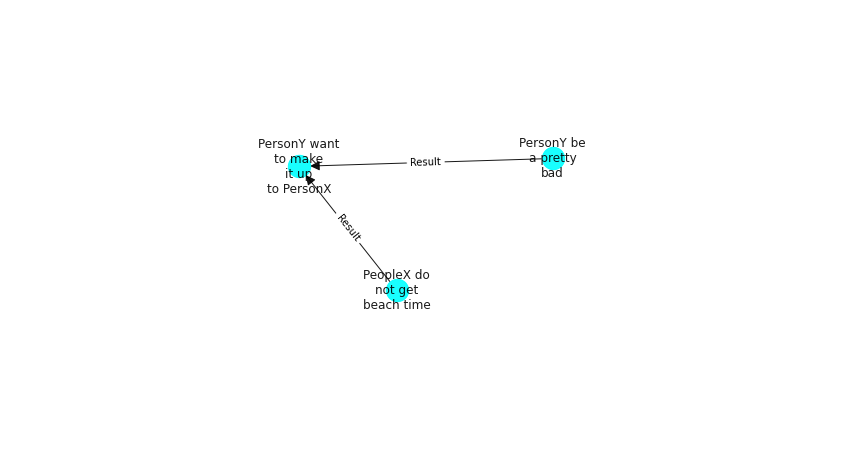 PersonY want
to make
it up
to PersonX
Result
PersonY be
a pretty
bad
Result
PeopleX do
not get
beach time